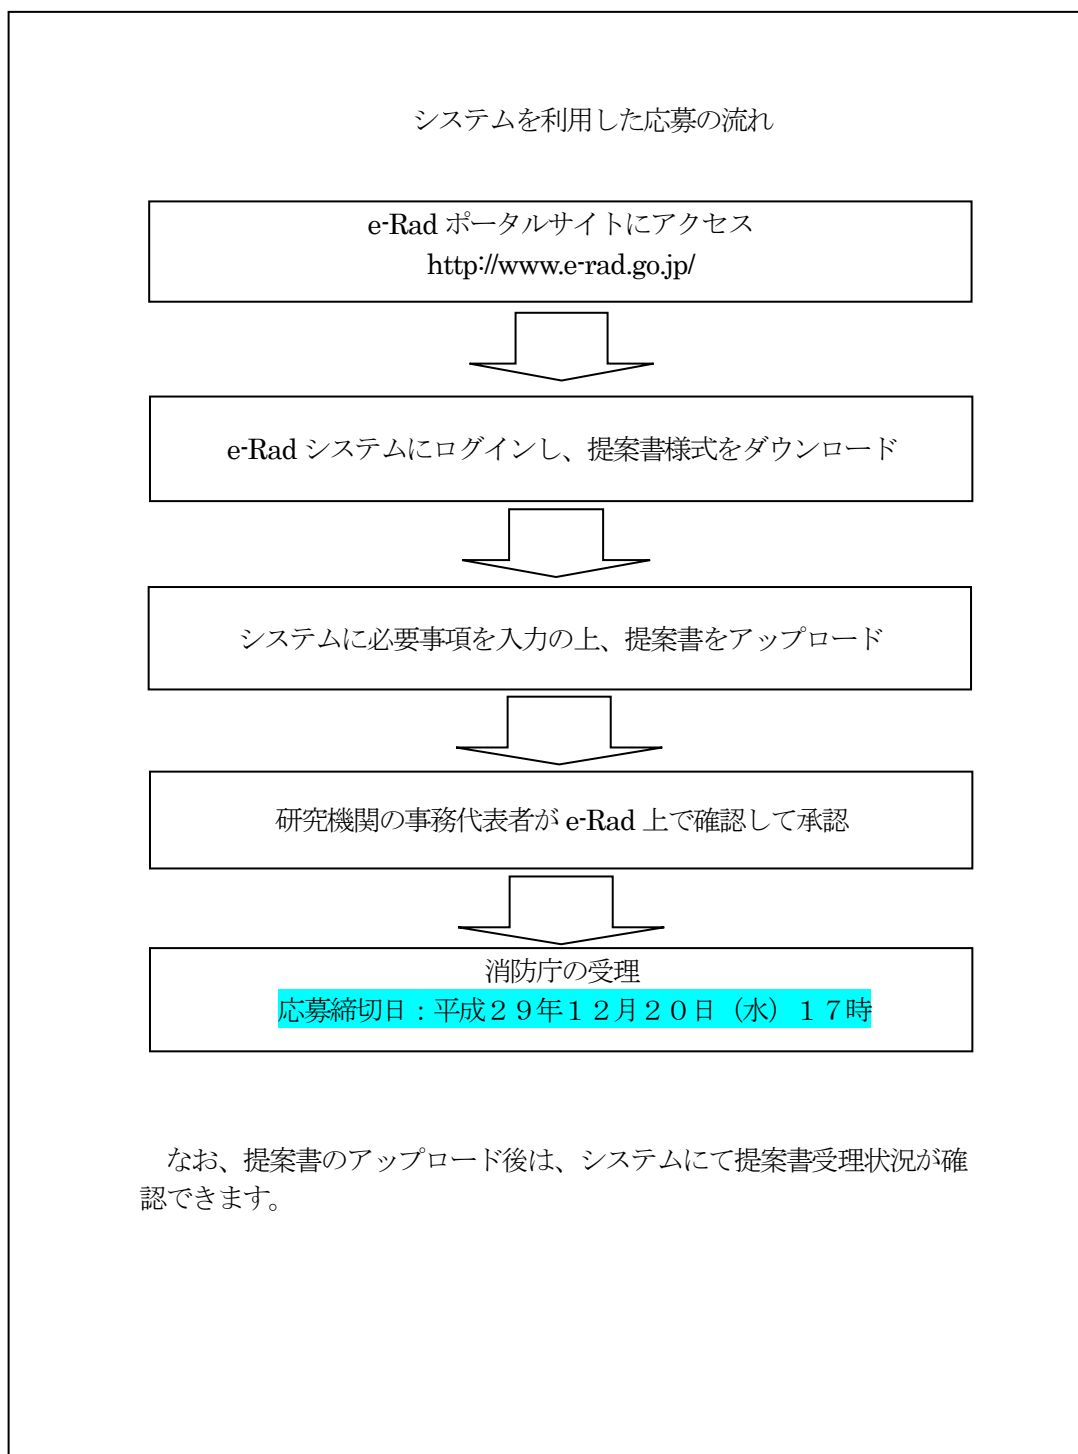 システムを利用した応募の流れ
e-Rad ポータルサイトにアクセス
http://www.e-rad.go.jp/
e-Rad システムにログインし、提案書様式をダウンロード
システムに必要事項を入力の上、提案書をアップロード
研究機関の事務代表者が e-Rad 上で確認して承認
消防庁の受理
応募締切日：平成２９年１２月２０日（水）１７時
なお、提案書のアップロード後は、システムにて提案書受理状況が確
認できます。